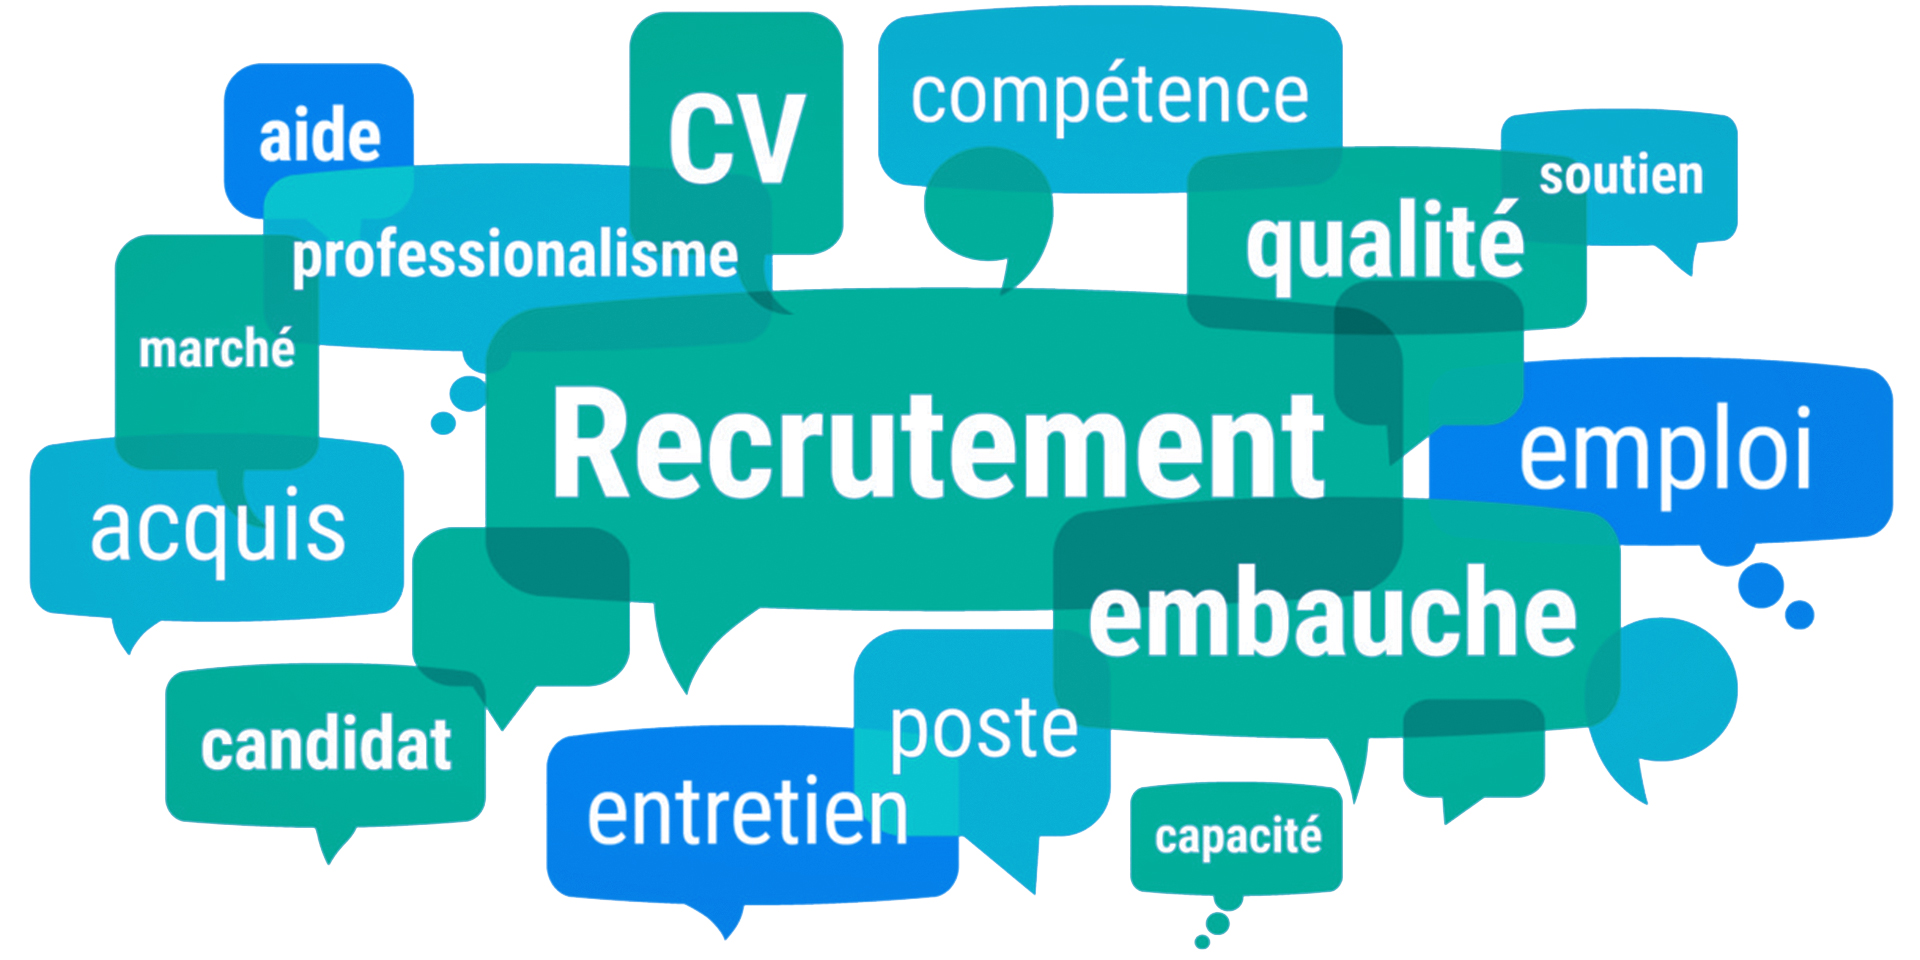 aide
CV
compétence
soutien
professionalisme
qualité
marché
Recrutement
emploi
acquis
embauche
candidat
poste
entretien
capacité